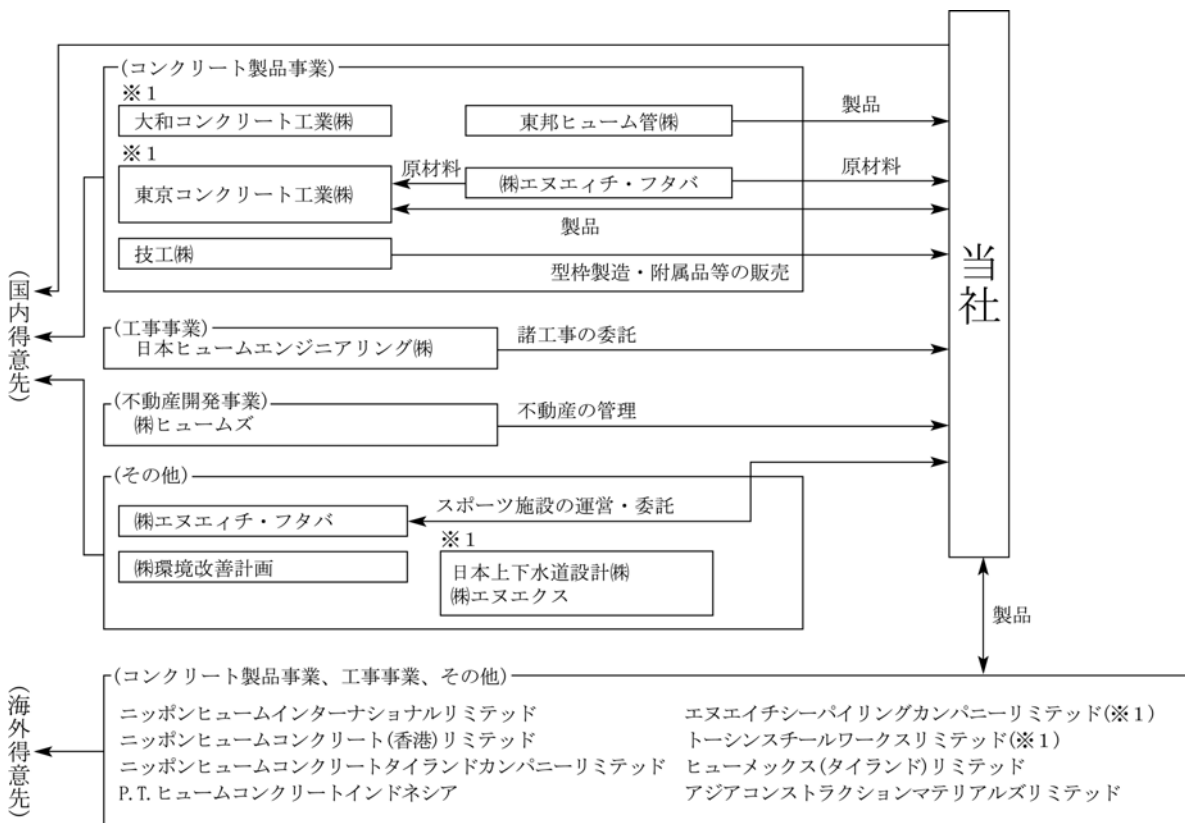 (コンクリート製品事業)
※1
大和コンクリート工業㈱
東邦ヒューム管㈱
製品
※1
東京コンクリート工業㈱
原材料
㈱エヌエィチ・フタバ
原材料
製品
技工㈱
型枠製造・附属品等の販売
当社
(国内得意先)
(工事事業)
日本ヒュームエンジニアリング㈱
諸工事の委託
(不動産開発事業)
㈱ヒュームズ
不動産の管理
(その他)
㈱エヌエィチ・フタバ
スポーツ施設の運営・委託
㈱環境改善計画
※1
日本上下水道設計㈱
㈱エヌエクス
製品
(海外得意先)
(コンクリート製品事業、工事事業、その他)
ニッポンヒュームインターナショナルリミテッド
ニッポンヒュームコンクリート(香港)リミテッド
ニッポンヒュームコンクリートタイランドカンパニーリミテッド
P.T.ヒュームコンクリートインドネシア
エヌエイチシーパイリングカンパニーリミテッド(※1)
トーシンスチールワークスリミテッド(※1)
ヒューメックス(タイランド)リミテッド
アジアコンストラクションマテリアルズリミテッド